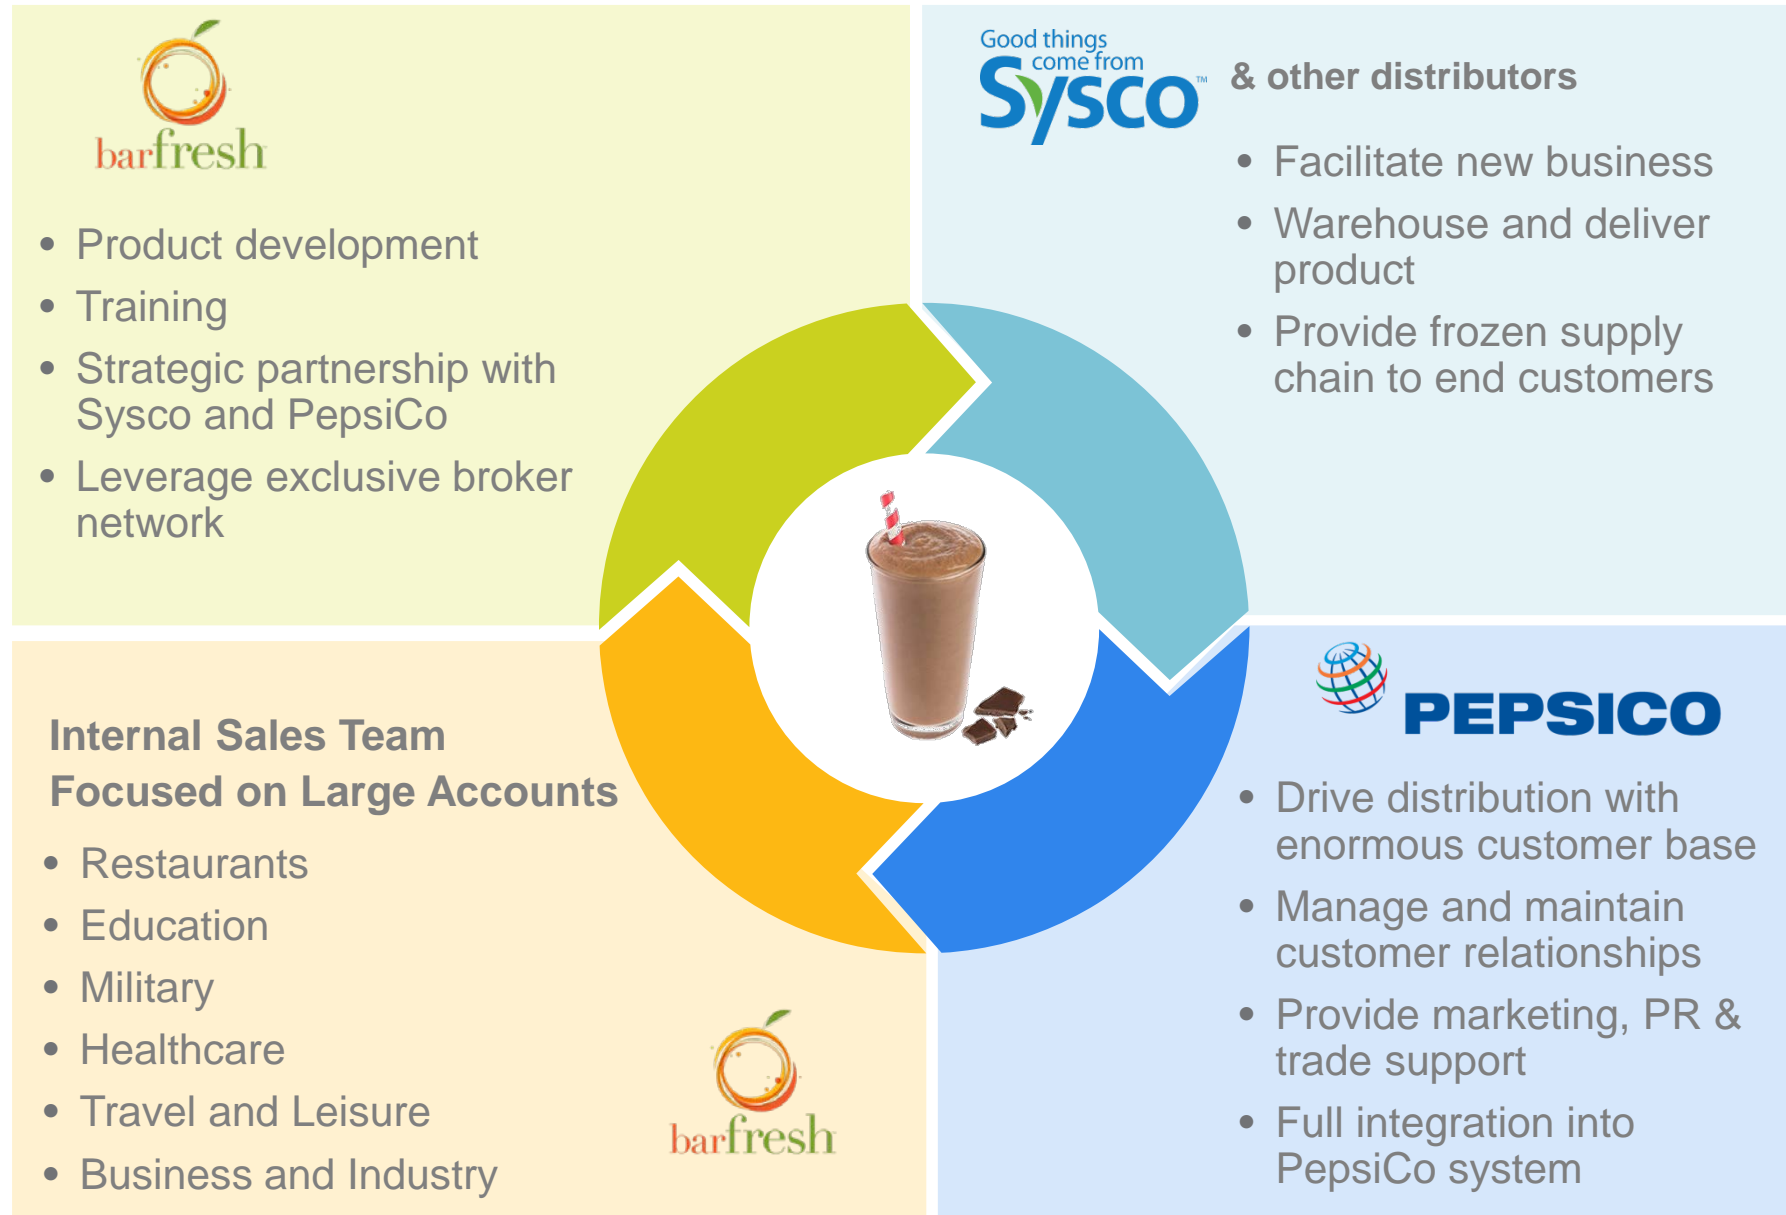 barfresh
• Product development
• Training
• Strategic partnership with
Sysco and PepsiCo
• Leverage exclusive broker
network
Good things
come from
Sysco™
& other distributors
• Facilitate new business
• Warehouse and deliver
product
• Provide frozen supply
chain to end customers
Internal Sales Team
Focused on Large Accounts
• Restaurants
• Education
• Military
• Healthcare
• Travel and Leisure
• Business and Industry
barfresh
PEPSICO
• Drive distribution with
enormous customer base
• Manage and maintain
customer relationships
• Provide marketing, PR &
trade support
• Full integration into
PepsiCo system